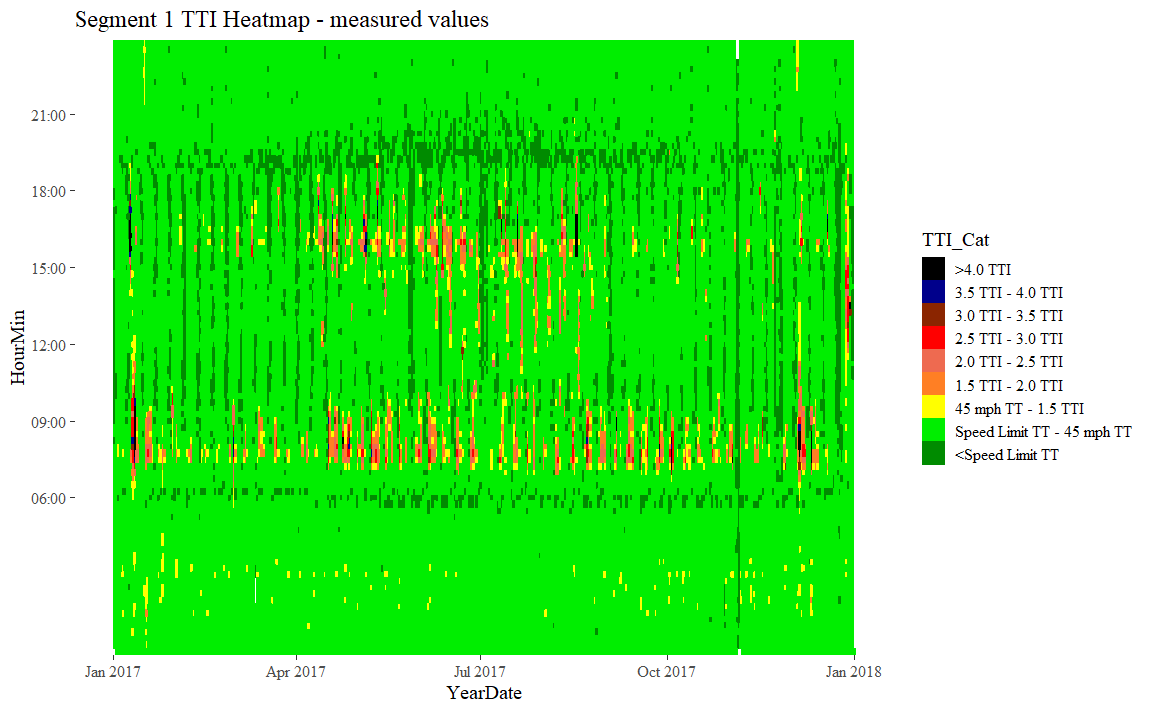 Segment 1 TTI Heatmap - measured values
HourMin
21:00
18:00
15:00
12:00
09:00
06:00
Jan 2017
Apr 2017
Jul 2017
Oct 2017
Jan 2018
YearDate
TTI_Cat
>4.0 TTI
3.5 TTI - 4.0 TTI
3.0 TTI - 3.5 TTI
2.5 TTI - 3.0 TTI
2.0 TTI - 2.5 TTI
1.5 TTI - 2.0 TTI
45 mph TT - 1.5 TTI
Speed Limit TT - 45 mph TT
<Speed Limit TT